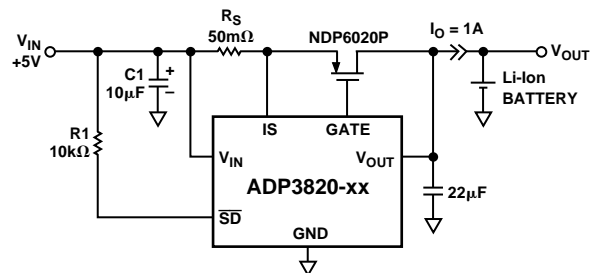 V_IN
+5V
C1
10µF
+
–
R_S
50mΩ
NDP6020P
I_O = 1A
V_OUT
Li-Ion
BATTERY
R1
10kΩ
IS
GATE
V_IN
V_OUT
ADP3820-xx
S̅D̅
GND
22µF